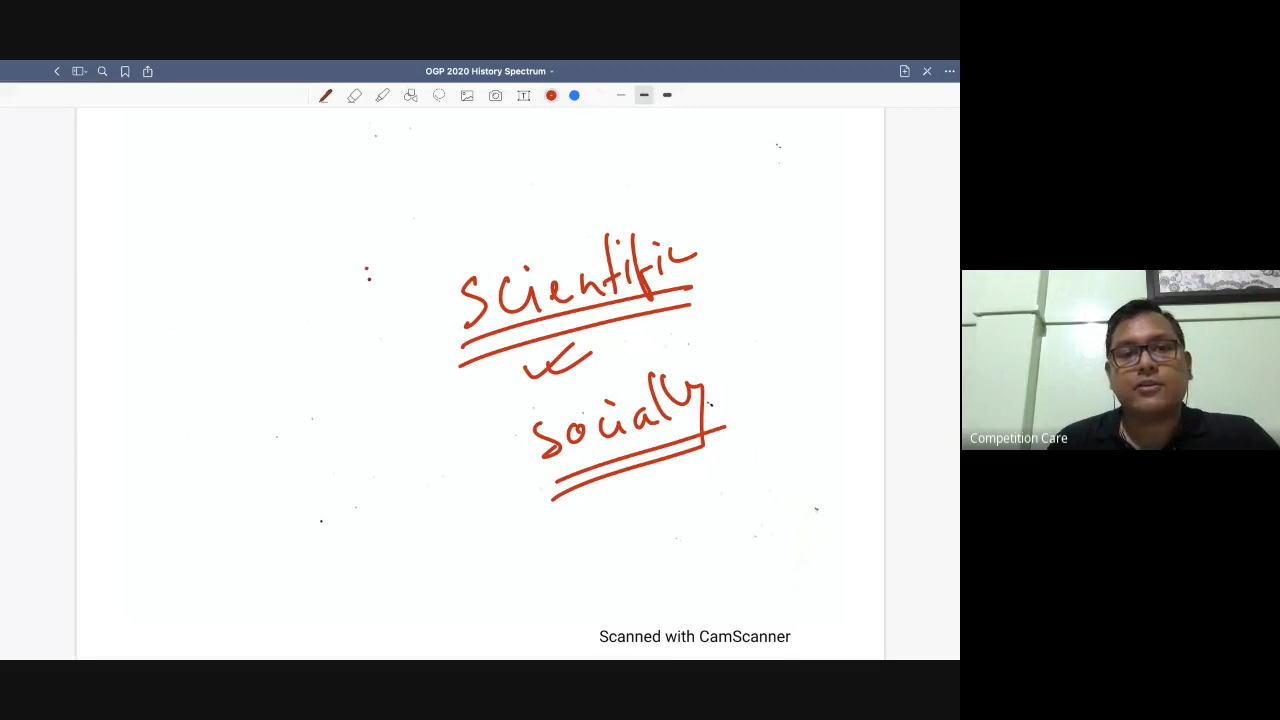 OGP 2020 History Spectrum
scientific
socially
Competition Care
Scanned with CamScanner